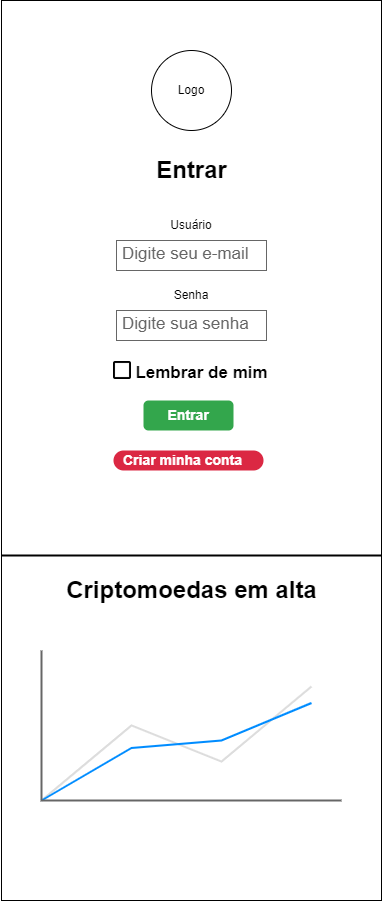 Logo
Entrar
Usuário
Digite seu e-mail
Senha
Digite sua senha
Lembrar de mim
Entrar
Criar minha conta
Criptomoedas em alta